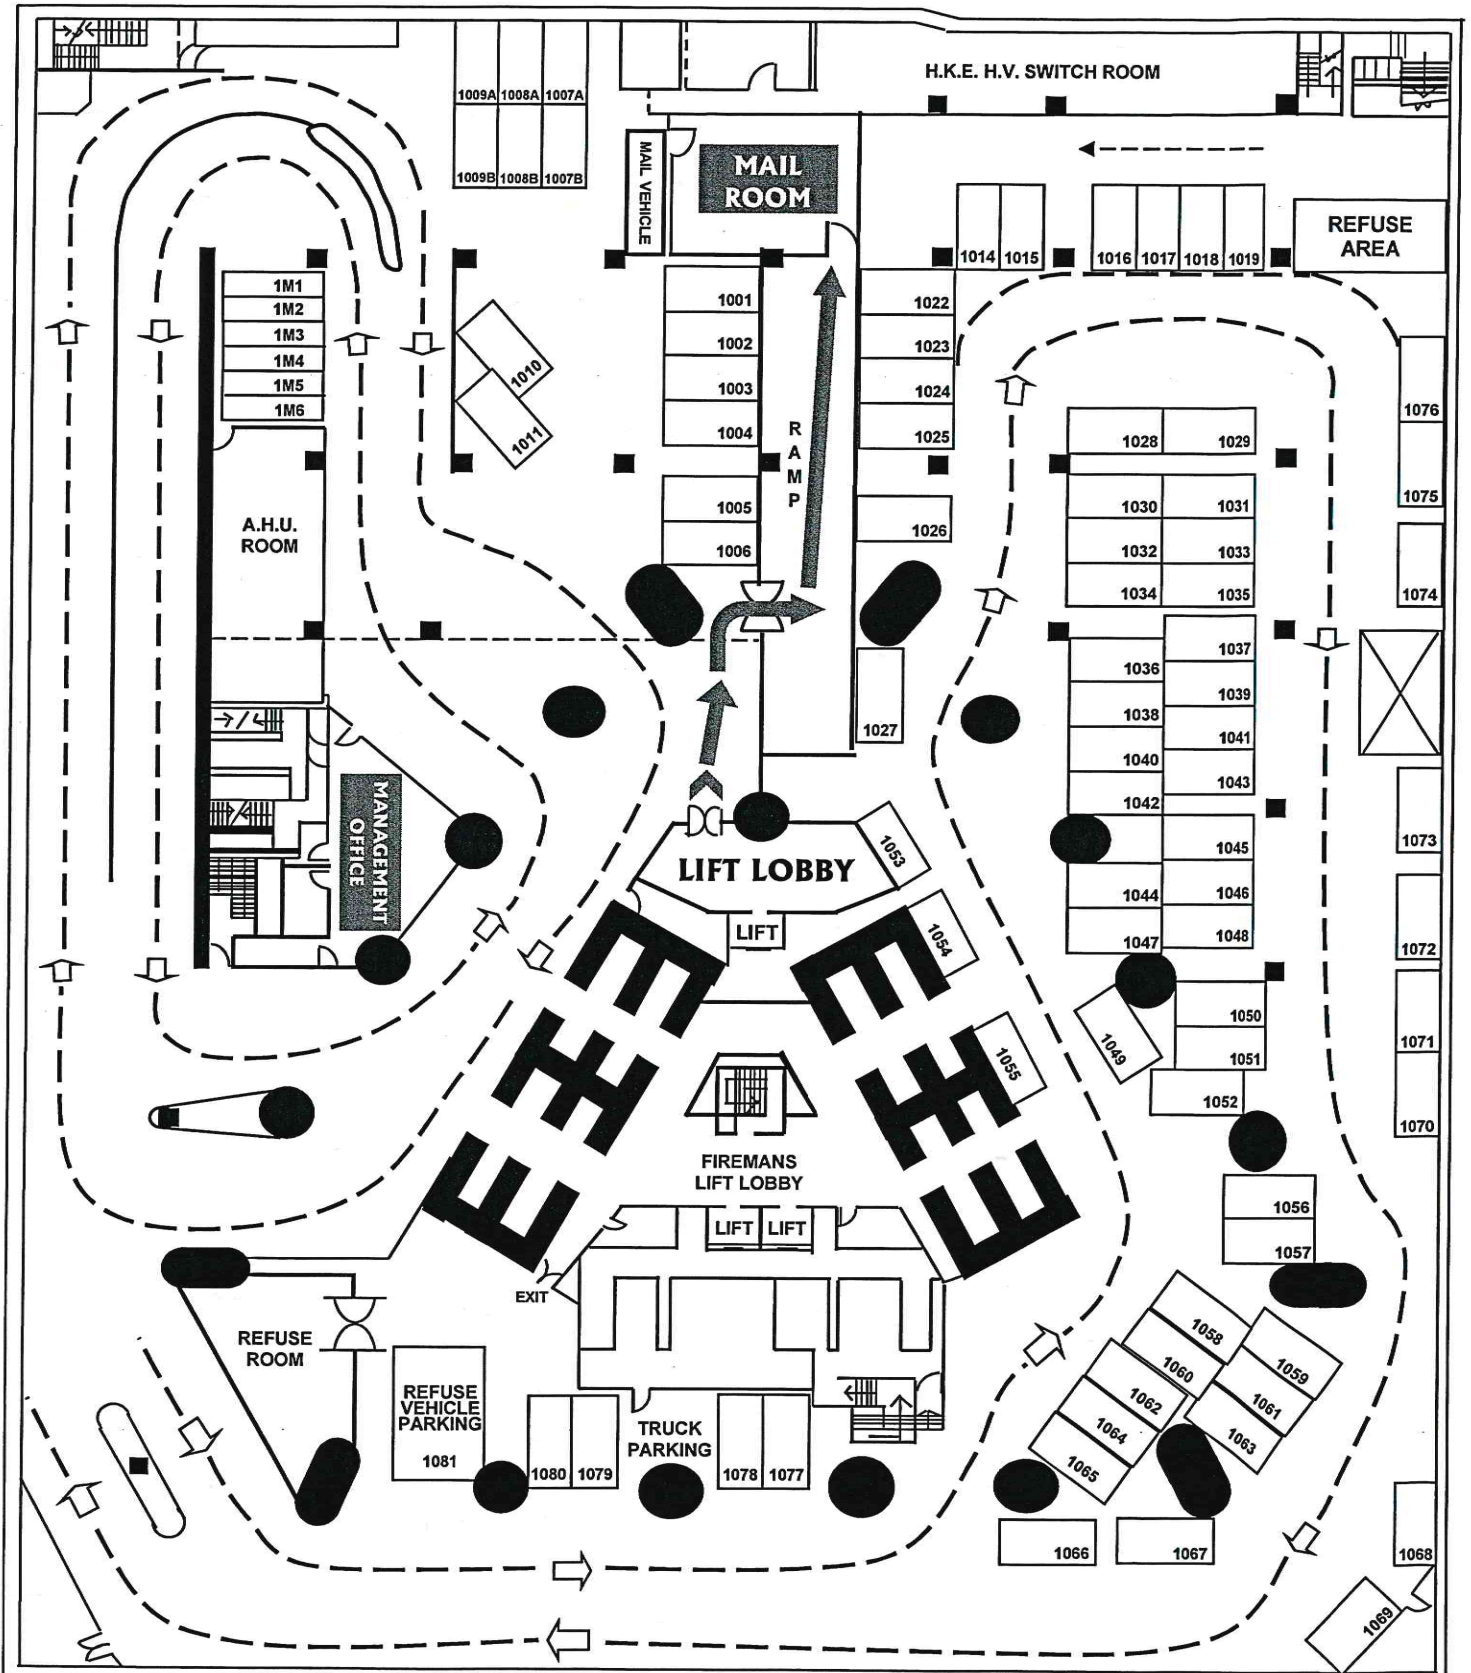 H.K.E. H.V. SWITCH ROOM
1009A
1008A
1007A
1009B
1008B
1007B
MAIL VEHICLE
MAIL
ROOM
1014
1015
1016
1017
1018
1019
REFUSE
AREA
1M1
1M2
1M3
1M4
1M5
1M6
1010
1011
1001
1002
1003
1004
1005
1006
RAMP
1022
1023
1024
1025
1026
1027
1028
1029
1030
1031
1032
1033
1034
1035
1036
1037
1038
1039
1040
1041
1042
1043
1045
1044
1046
1047
1048
1076
1075
1074
1073
1072
1071
1070
A.H.U.
ROOM
MANAGEMENT
OFFICE
LIFT LOBBY
LIFT
1053
1054
1055
1049
1050
1051
1052
FIREMANS
LIFT LOBBY
LIFT
LIFT
1056
1057
EXIT
REFUSE
ROOM
REFUSE
VEHICLE
PARKING
1081
1080
1079
TRUCK
PARKING
1078
1077
1058
1059
1060
1061
1062
1063
1064
1065
1066
1067
1068
1069